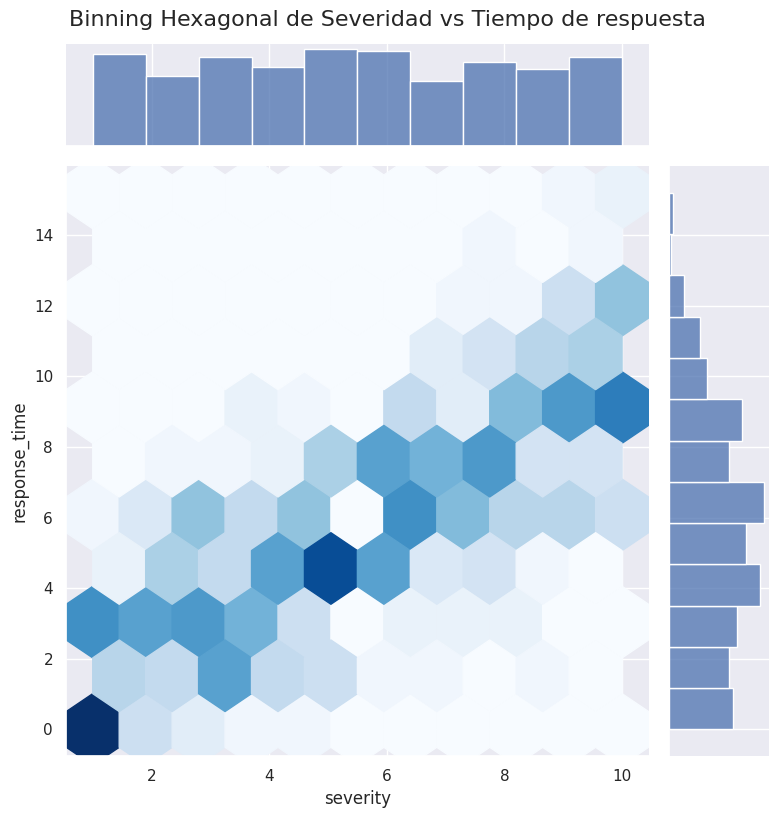 Binning Hexagonal de Severidad vs Tiempo de respuesta
14
12
10
8
6
4
2
0
response_time
2 4 6 8 10
severity